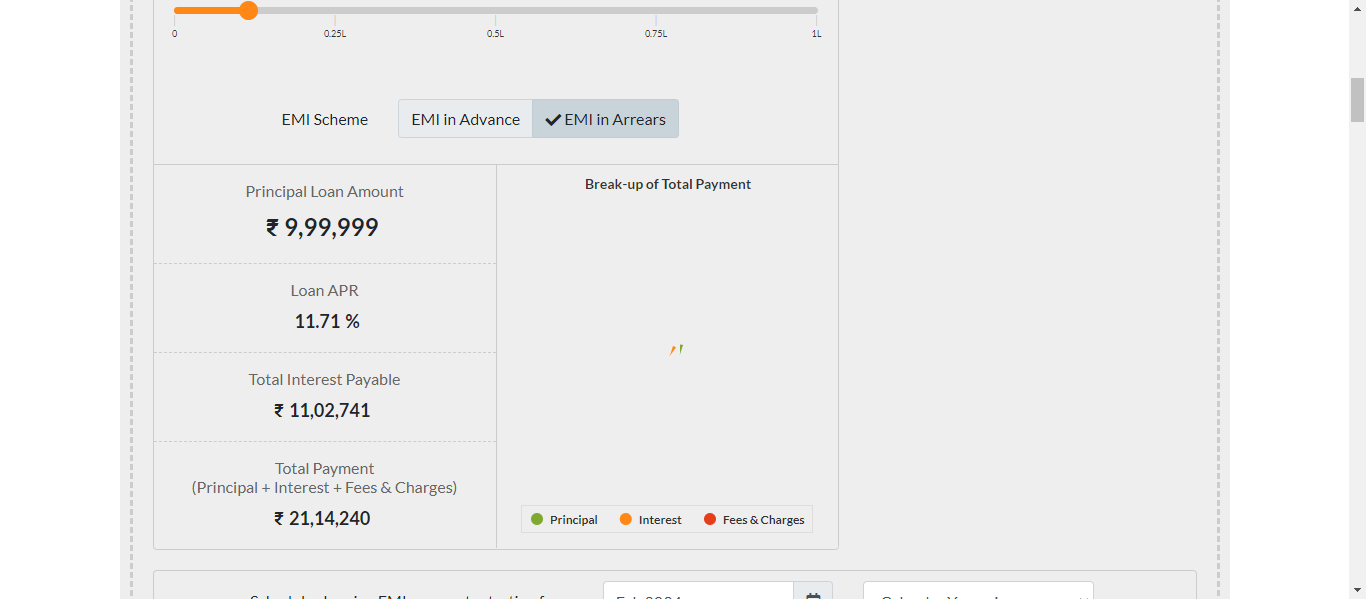 0 0.25L 0.5L 0.75L 1L
EMI Scheme EMI in Advance EMI in Arrears
Principal Loan Amount
₹ 9,99,999
Loan APR
11.71 %
Total Interest Payable
₹ 11,02,741
Total Payment
(Principal + Interest + Fees & Charges)
₹ 21,14,240
Break-up of Total Payment
Principal Interest Fees & Charges